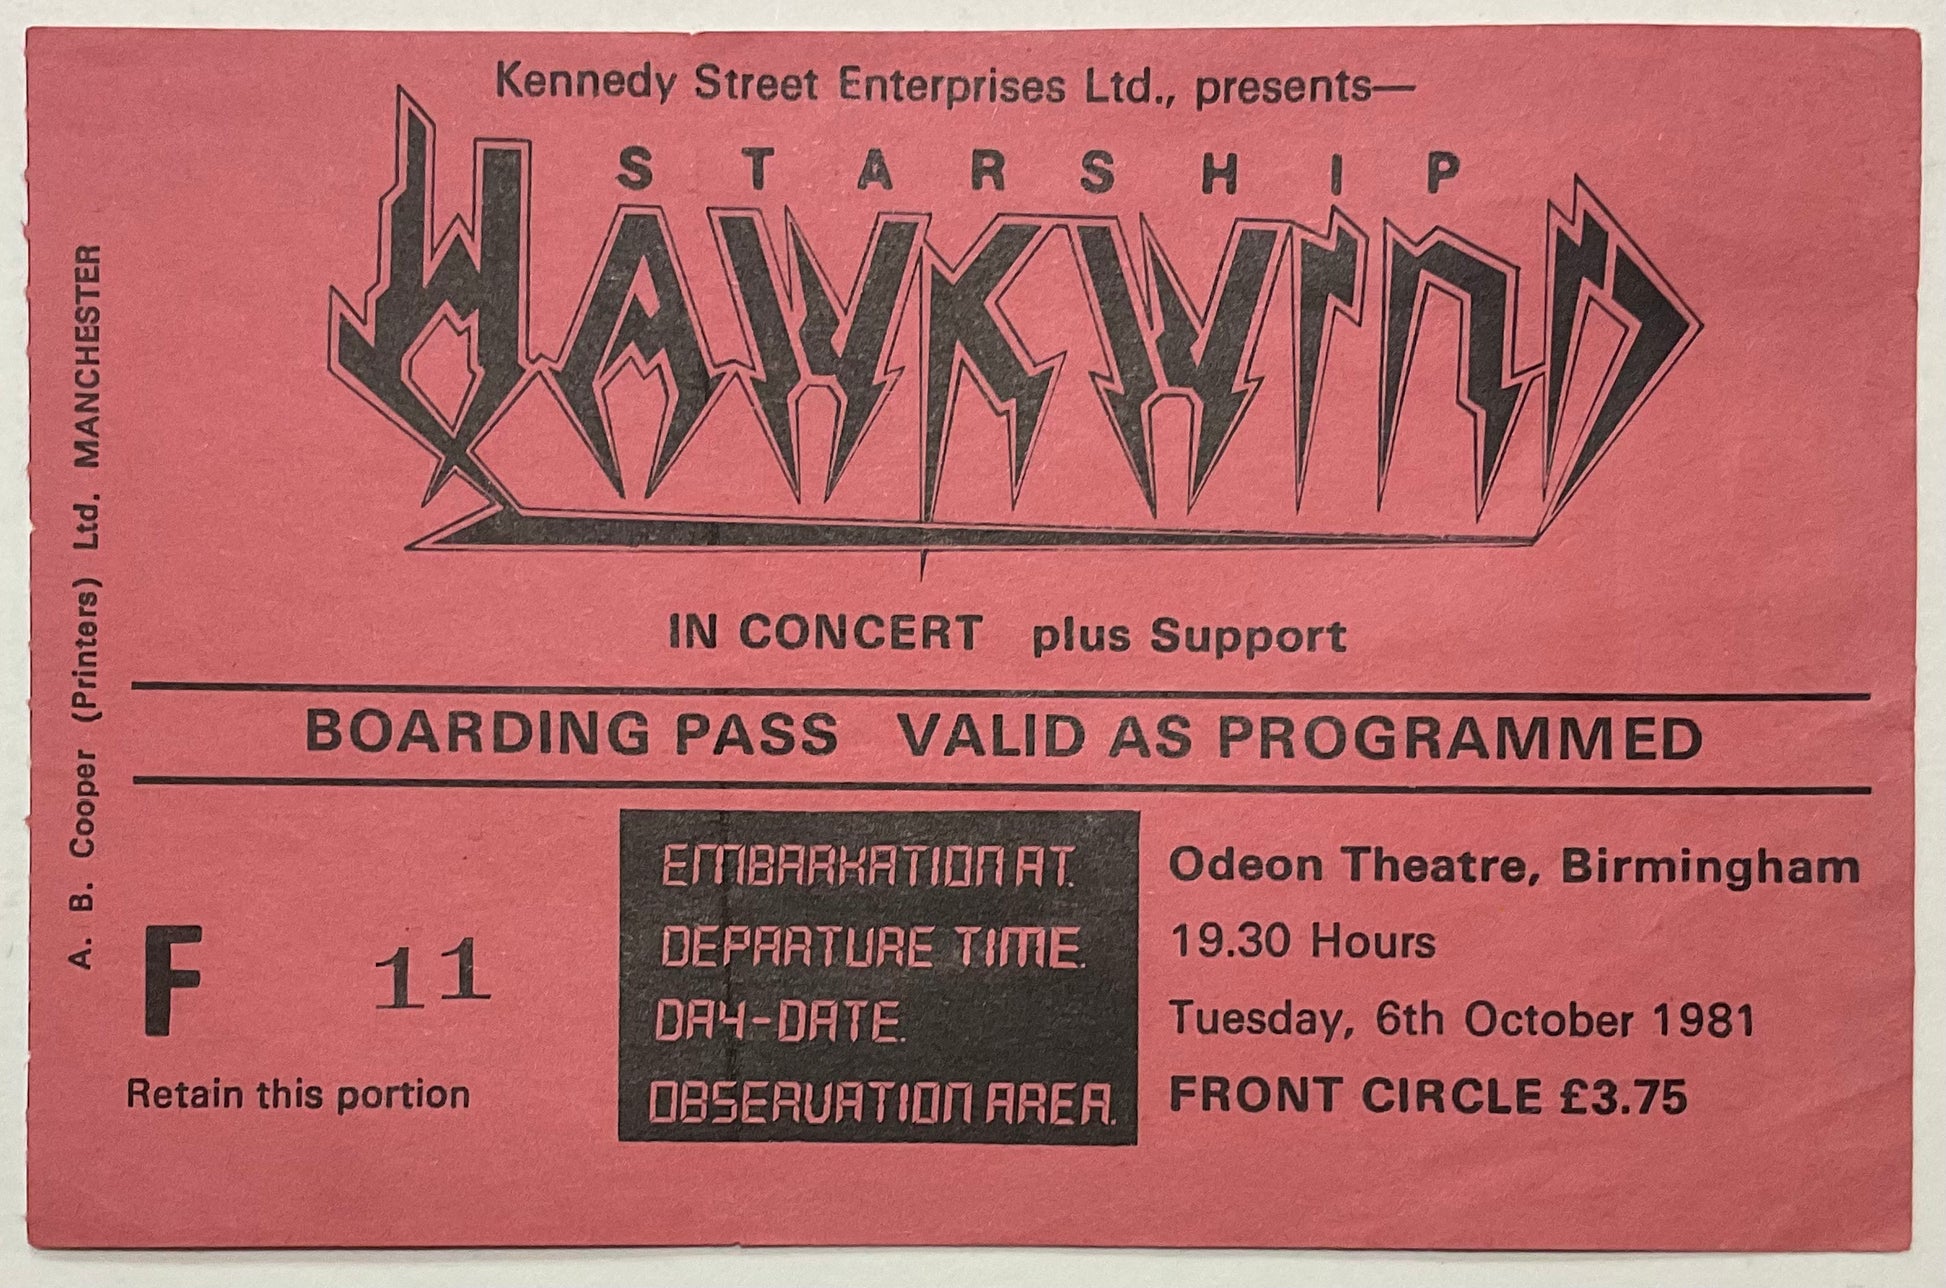 Kennedy Street Enterprises Ltd., presents—
STARSHIP
HAWKWIND
IN CONCERT plus Support
BOARDING PASS VALID AS PROGRAMMED
EMBARKATION AT. Odeon Theatre, Birmingham
DEPARTURE TIME. 19.30 Hours
DAY-DATE. Tuesday, 6th October 1981
OBSERVATION AREA. FRONT CIRCLE £3.75
F 11
Retain this portion
A. B. Cooper (Printers) Ltd. MANCHESTER